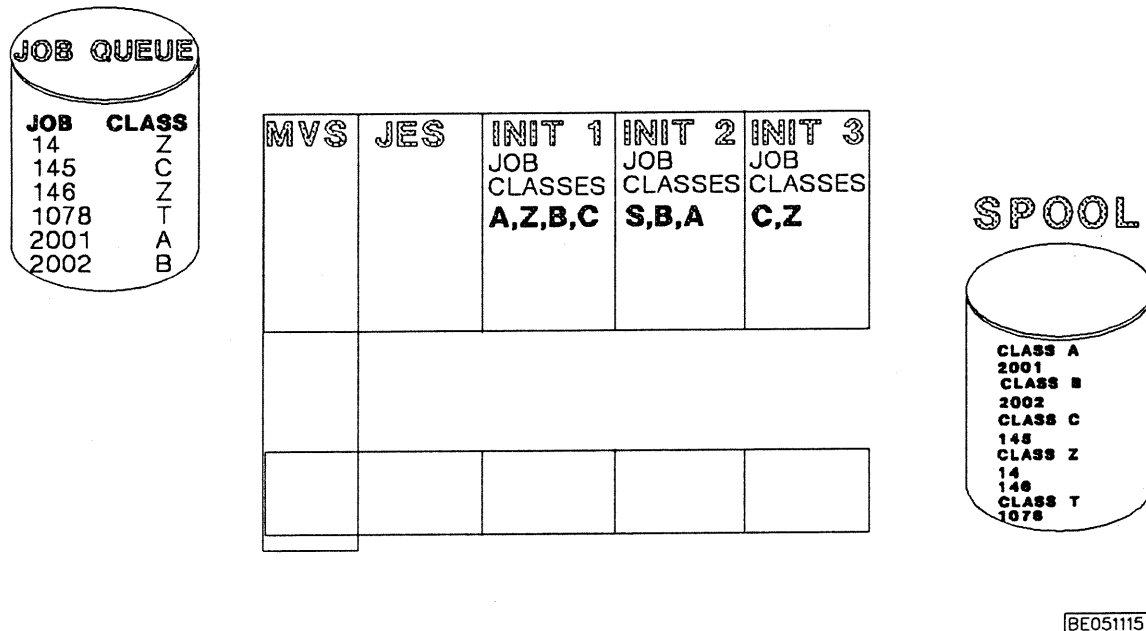 JOB QUEUE
JOB CLASS
14 Z
145 C
146 Z
1078 T
2001 A
2002 B
MVS JES INIT 1 INIT 2 INIT 3
JOB JOB JOB
CLASSES CLASSES CLASSES
A,Z,B,C S,B,A C,Z
SPOOL
CLASS A
2001
CLASS B
2002
CLASS C
145
CLASS Z
14
146
CLASS T
1078
BE051115